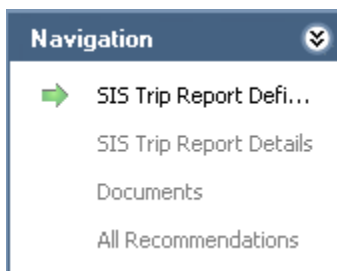 Navigation
SIS Trip Report Defi...
SIS Trip Report Details
Documents
All Recommendations